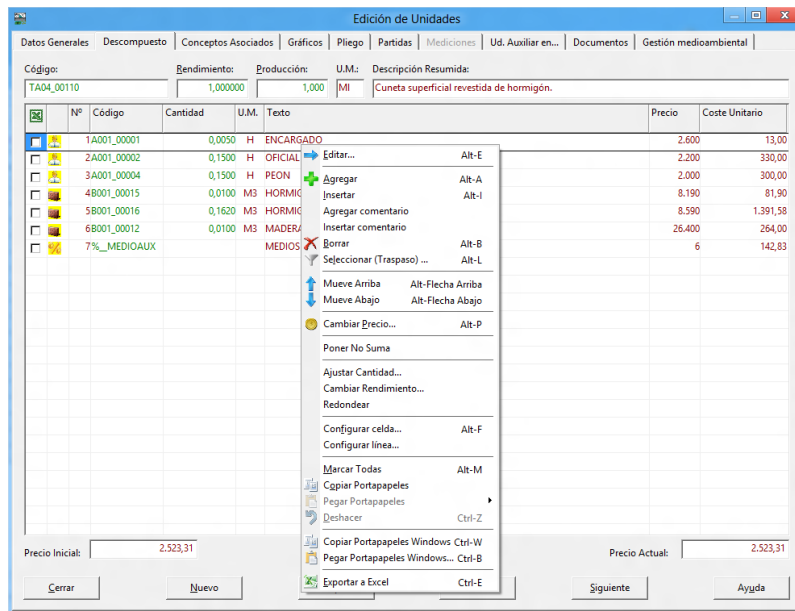 Edición de Unidades
Datos Generales Descompuesto Conceptos Asociados Gráficos Pliego Partidas Mediciones Ud. Auxiliar en... Documentos Gestión medioambiental
Código: Rendimiento: Producción: U.M.: Descripción Resumida:
TA04_00110 1,000000 1,000 Ml Cuneta superficial revestida de hormigón.
Nº Código Cantidad U.M. Texto Precio Coste Unitario
1 A001_00001 0,0050 H ENCARGADO 2.600 13,00
2 A001_00002 0,1500 H OFICIAL 2.200 330,00
3 A001_00004 0,1500 H PEON 2.000 300,00
4 B001_00015 0,0100 M3 HORMIG 8.190 81,90
5 B001_00016 0,1620 M3 HORMIG 8.590 1.391,58
6 B001_00012 0,0100 M3 MADERA 26.400 264,00
7 %__MEDIOAUX MEDIOS 6 142,83
Editar... Alt-E
Agregar Alt-A
Insertar Alt-I
Agregar comentario
Insertar comentario
Borrar Alt-B
Seleccionar (Traspaso) ... Alt-L
Mueve Arriba Alt-Flecha Arriba
Mueve Abajo Alt-Flecha Abajo
Cambiar Precio... Alt-P
Poner No Suma
Ajustar Cantidad...
Cambiar Rendimiento...
Redondear
Configurar celda... Alt-F
Configurar línea...
Marcar Todas Alt-M
Copiar Portapapeles
Pegar Portapapeles
Deshacer Ctrl-Z
Copiar Portapapeles Windows Ctrl-W
Pegar Portapapeles Windows... Ctrl-B
Exportar a Excel Ctrl-E
Precio Inicial: 2.523,31 Precio Actual: 2.523,31
Cerrar Nuevo Siguiente Ayuda